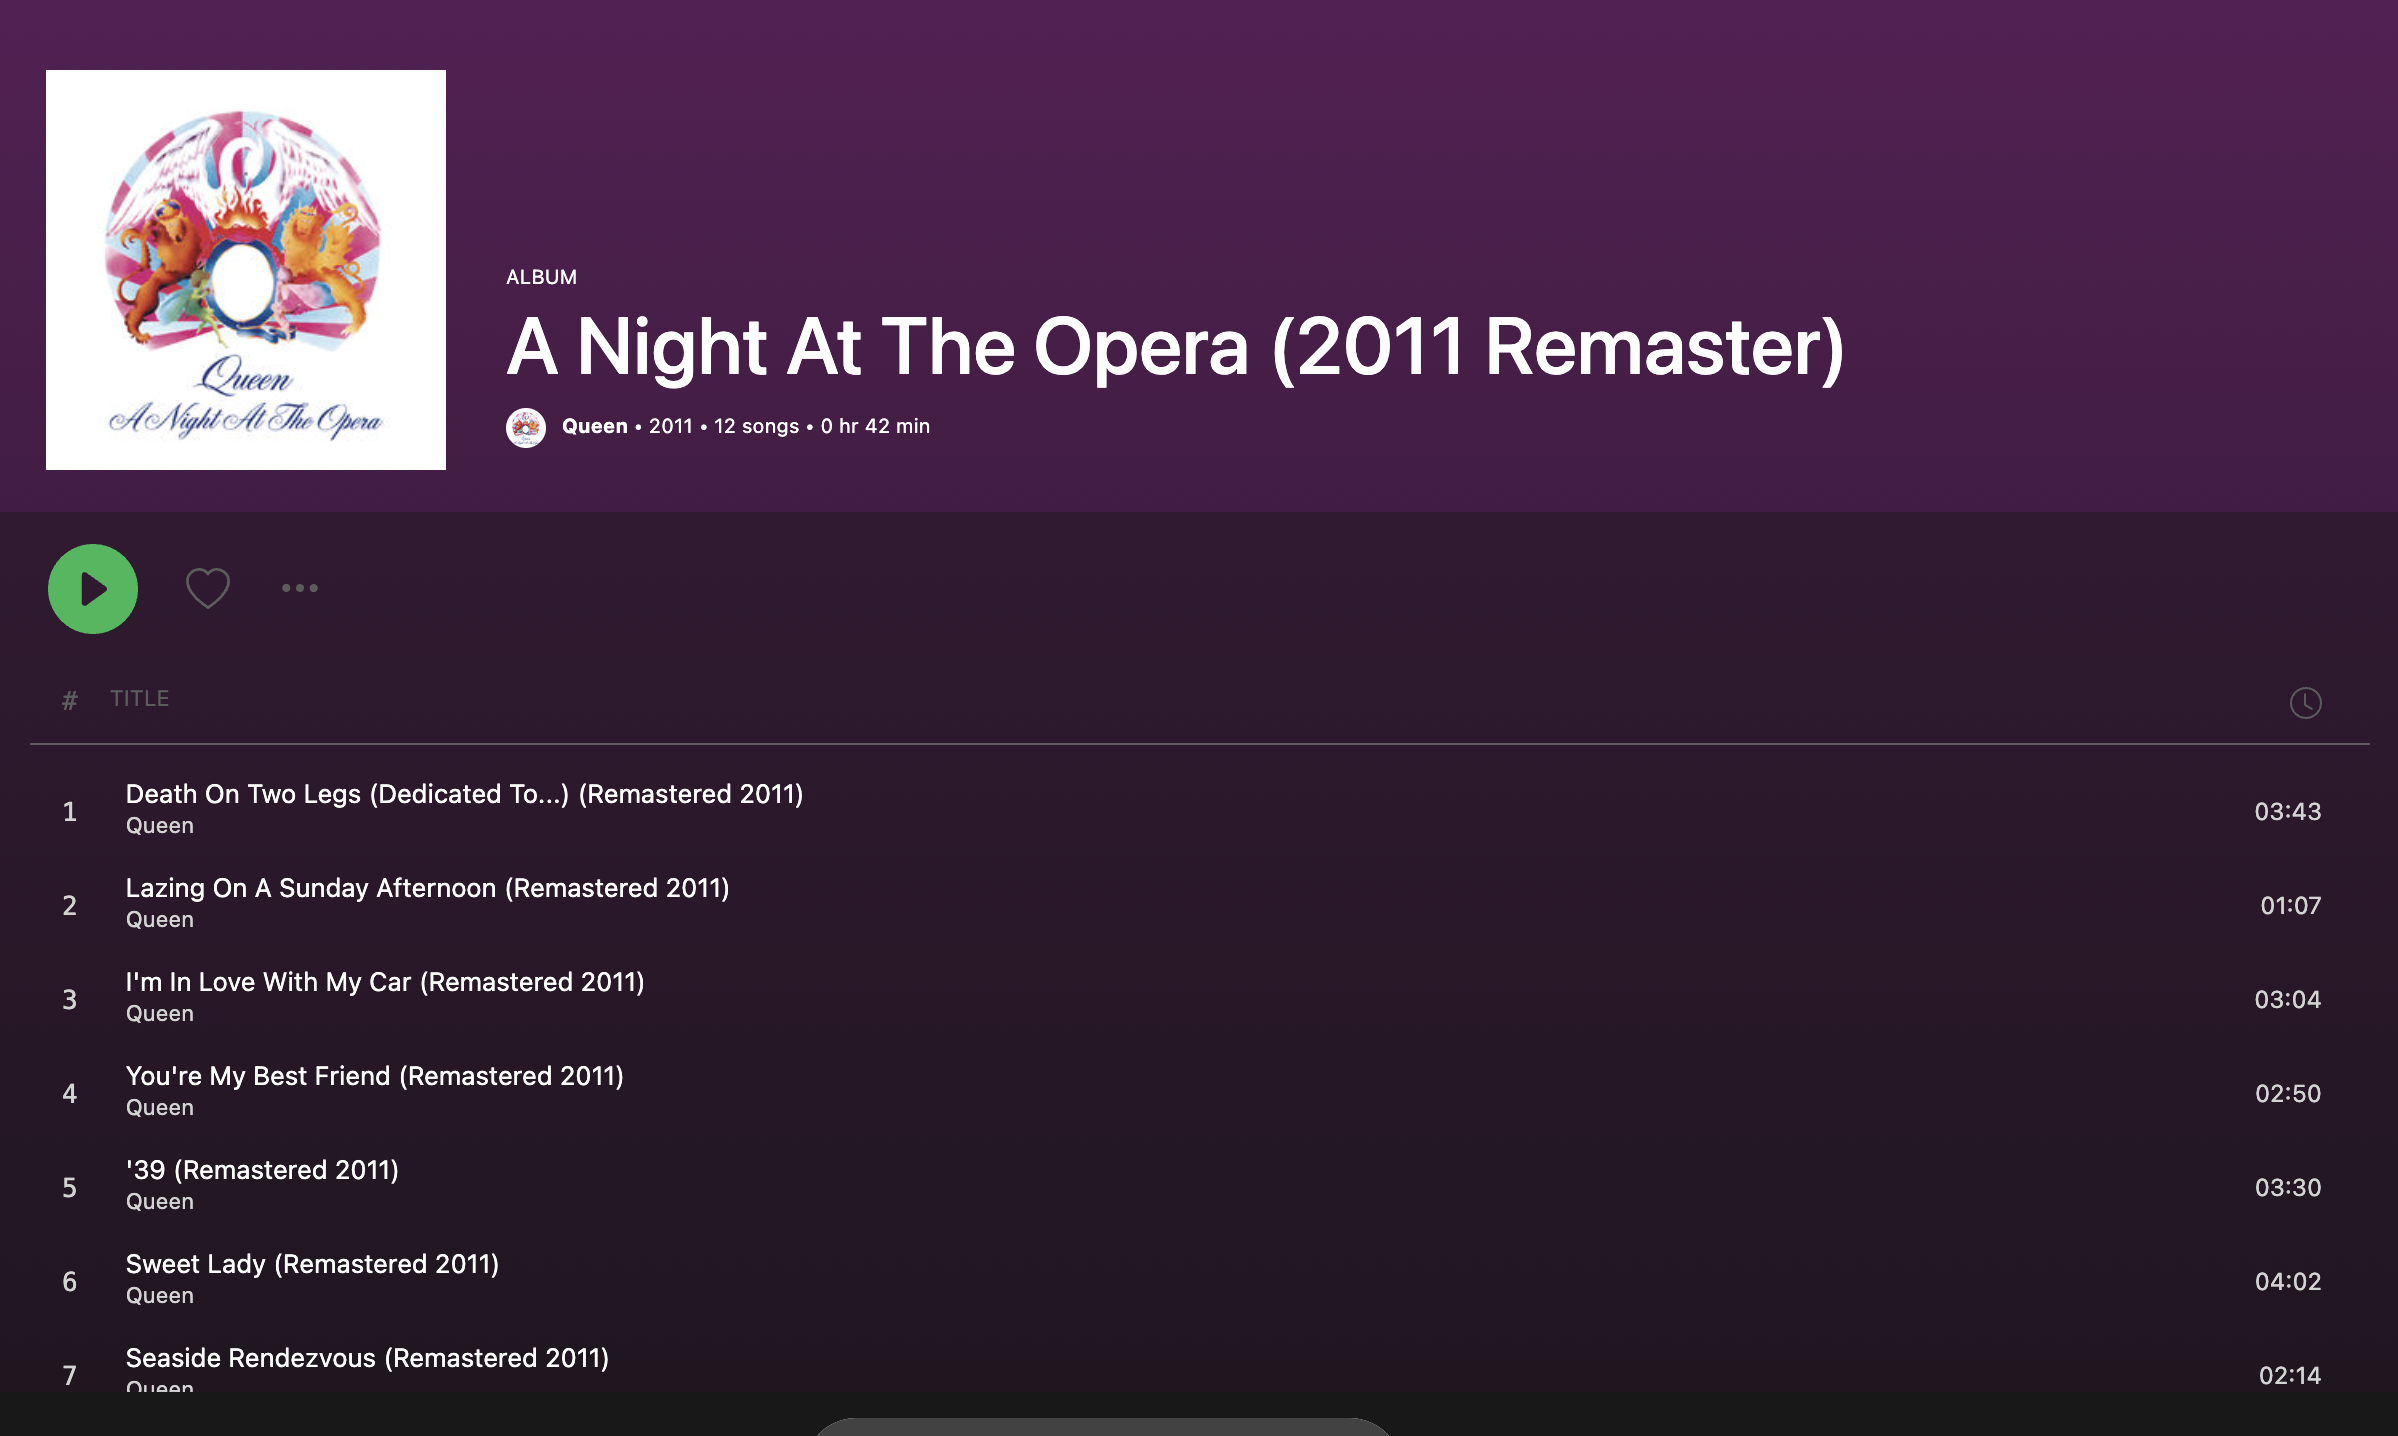 Queen
A Night At The Opera
ALBUM
A Night At The Opera (2011 Remaster)
Queen • 2011 • 12 songs • 0 hr 42 min
# TITLE
1 Death On Two Legs (Dedicated To...) (Remastered 2011) 03:43
Queen
2 Lazing On A Sunday Afternoon (Remastered 2011) 01:07
Queen
3 I'm In Love With My Car (Remastered 2011) 03:04
Queen
4 You're My Best Friend (Remastered 2011) 02:50
Queen
5 '39 (Remastered 2011) 03:30
Queen
6 Sweet Lady (Remastered 2011) 04:02
Queen
7 Seaside Rendezvous (Remastered 2011) 02:14
Queen